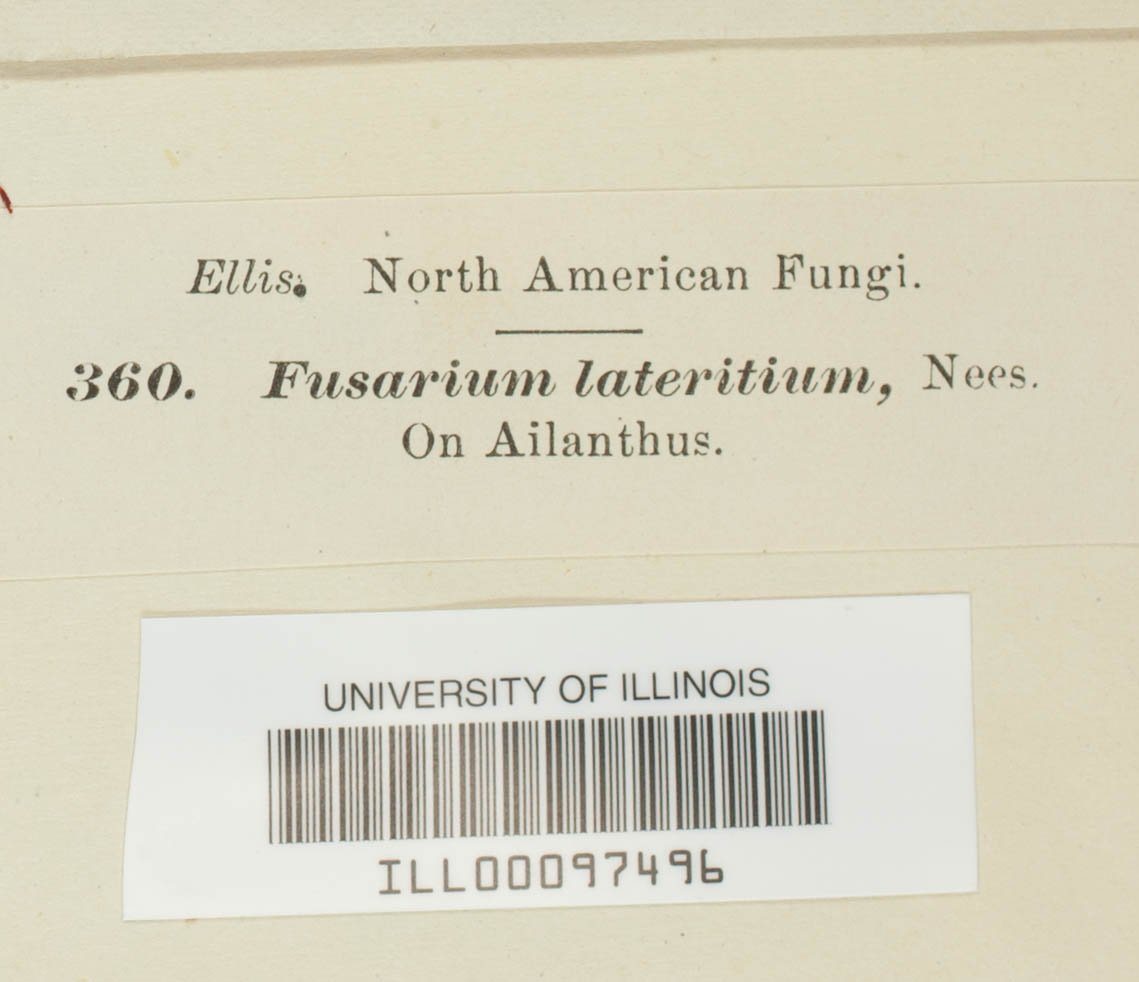 Ellis. North American Fungi.
360. Fusarium lateritium, Nees.
On Ailanthus.
UNIVERSITY OF ILLINOIS
ILL00097496